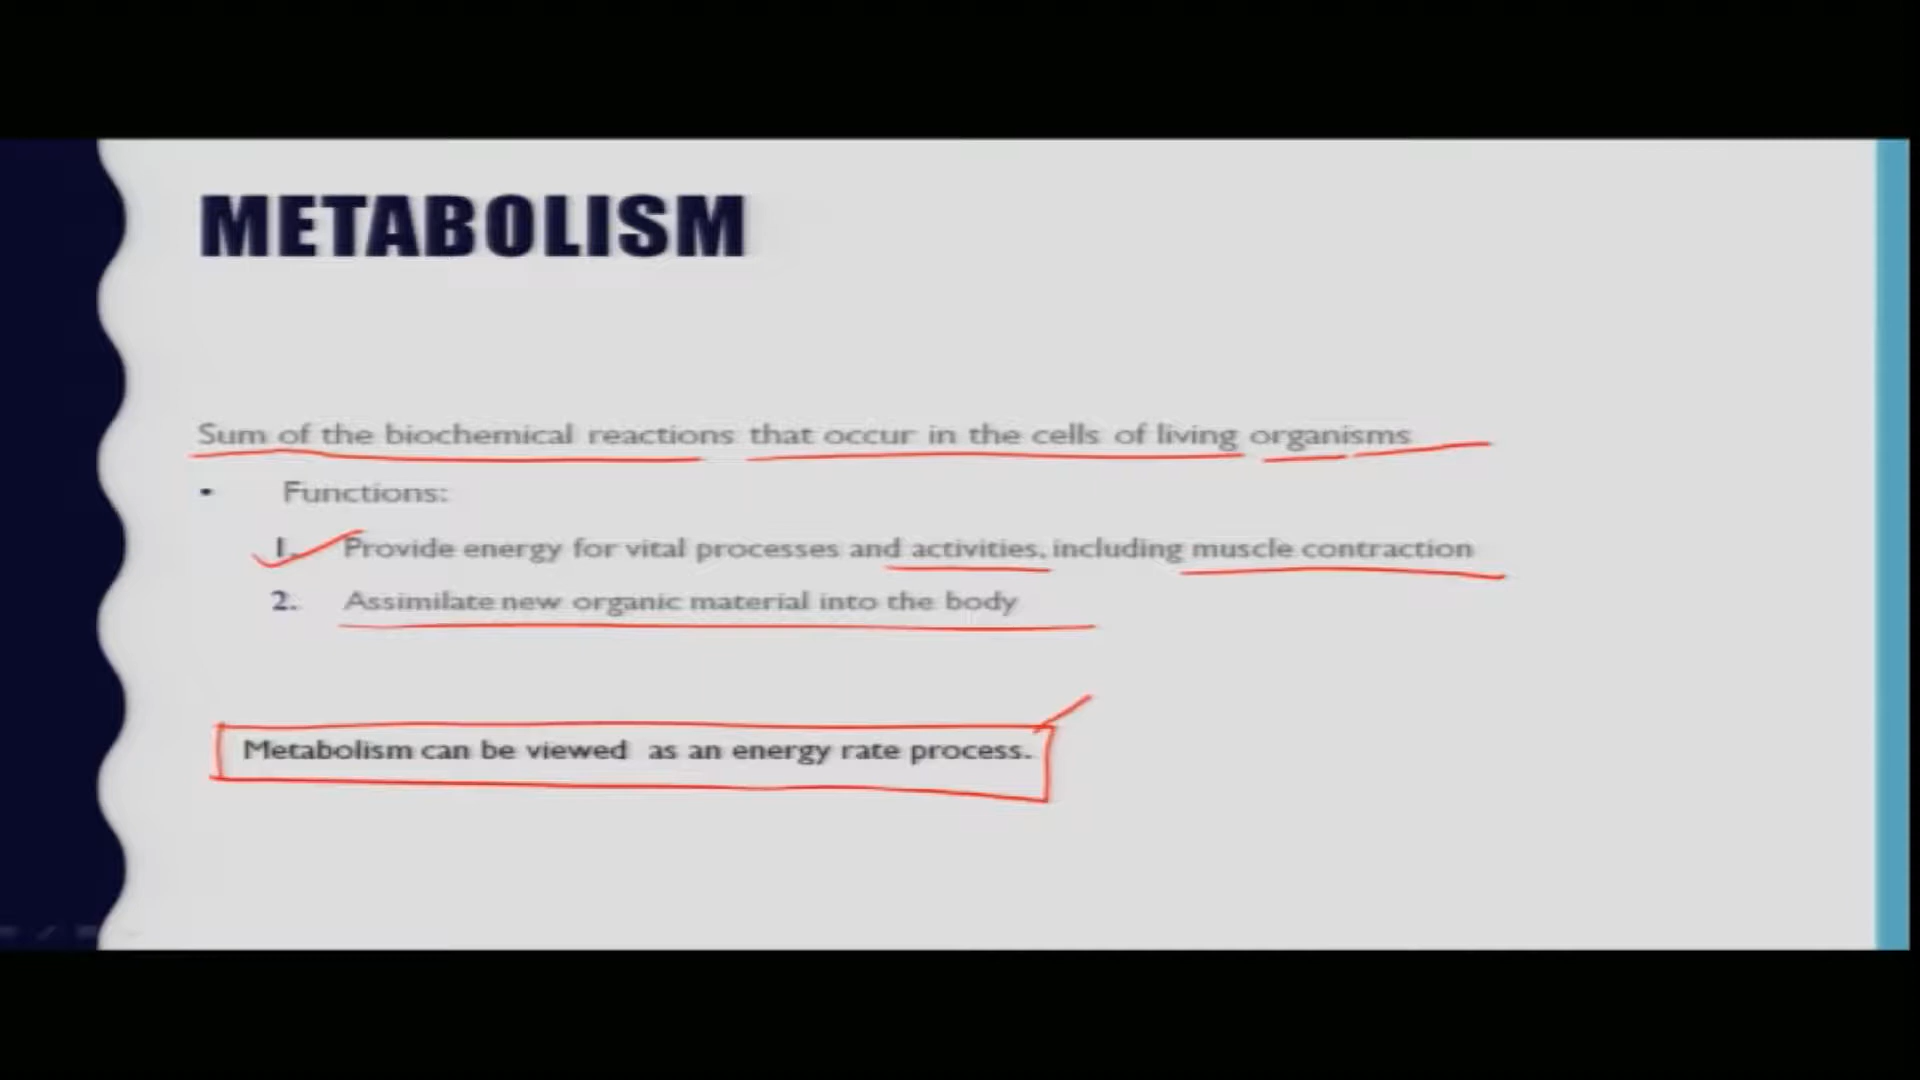 METABOLISM
Sum of the biochemical reactions that occur in the cells of living organisms
• Functions:
1. Provide energy for vital processes and activities, including muscle contraction
2. Assimilate new organic material into the body
Metabolism can be viewed as an energy rate process.